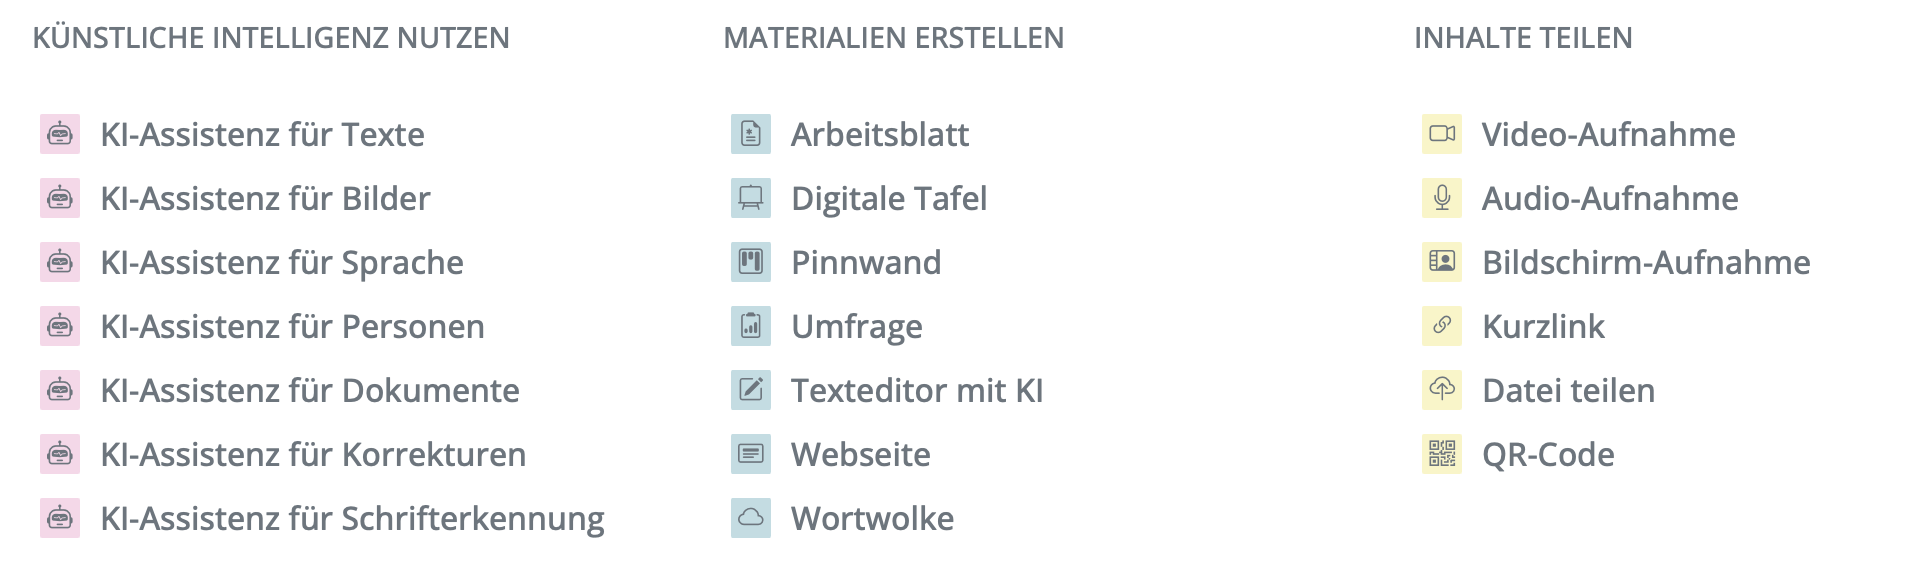 KÜNSTLICHE INTELLIGENZ NUTZEN
KI-Assistenz für Texte
KI-Assistenz für Bilder
KI-Assistenz für Sprache
KI-Assistenz für Personen
KI-Assistenz für Dokumente
KI-Assistenz für Korrekturen
KI-Assistenz für Schrifterkennung
MATERIALIEN ERSTELLEN
Arbeitsblatt
Digitale Tafel
Pinnwand
Umfrage
Texteditor mit KI
Webseite
Wortwolke
INHALTE TEILEN
Video-Aufnahme
Audio-Aufnahme
Bildschirm-Aufnahme
Kurzlink
Datei teilen
QR-Code